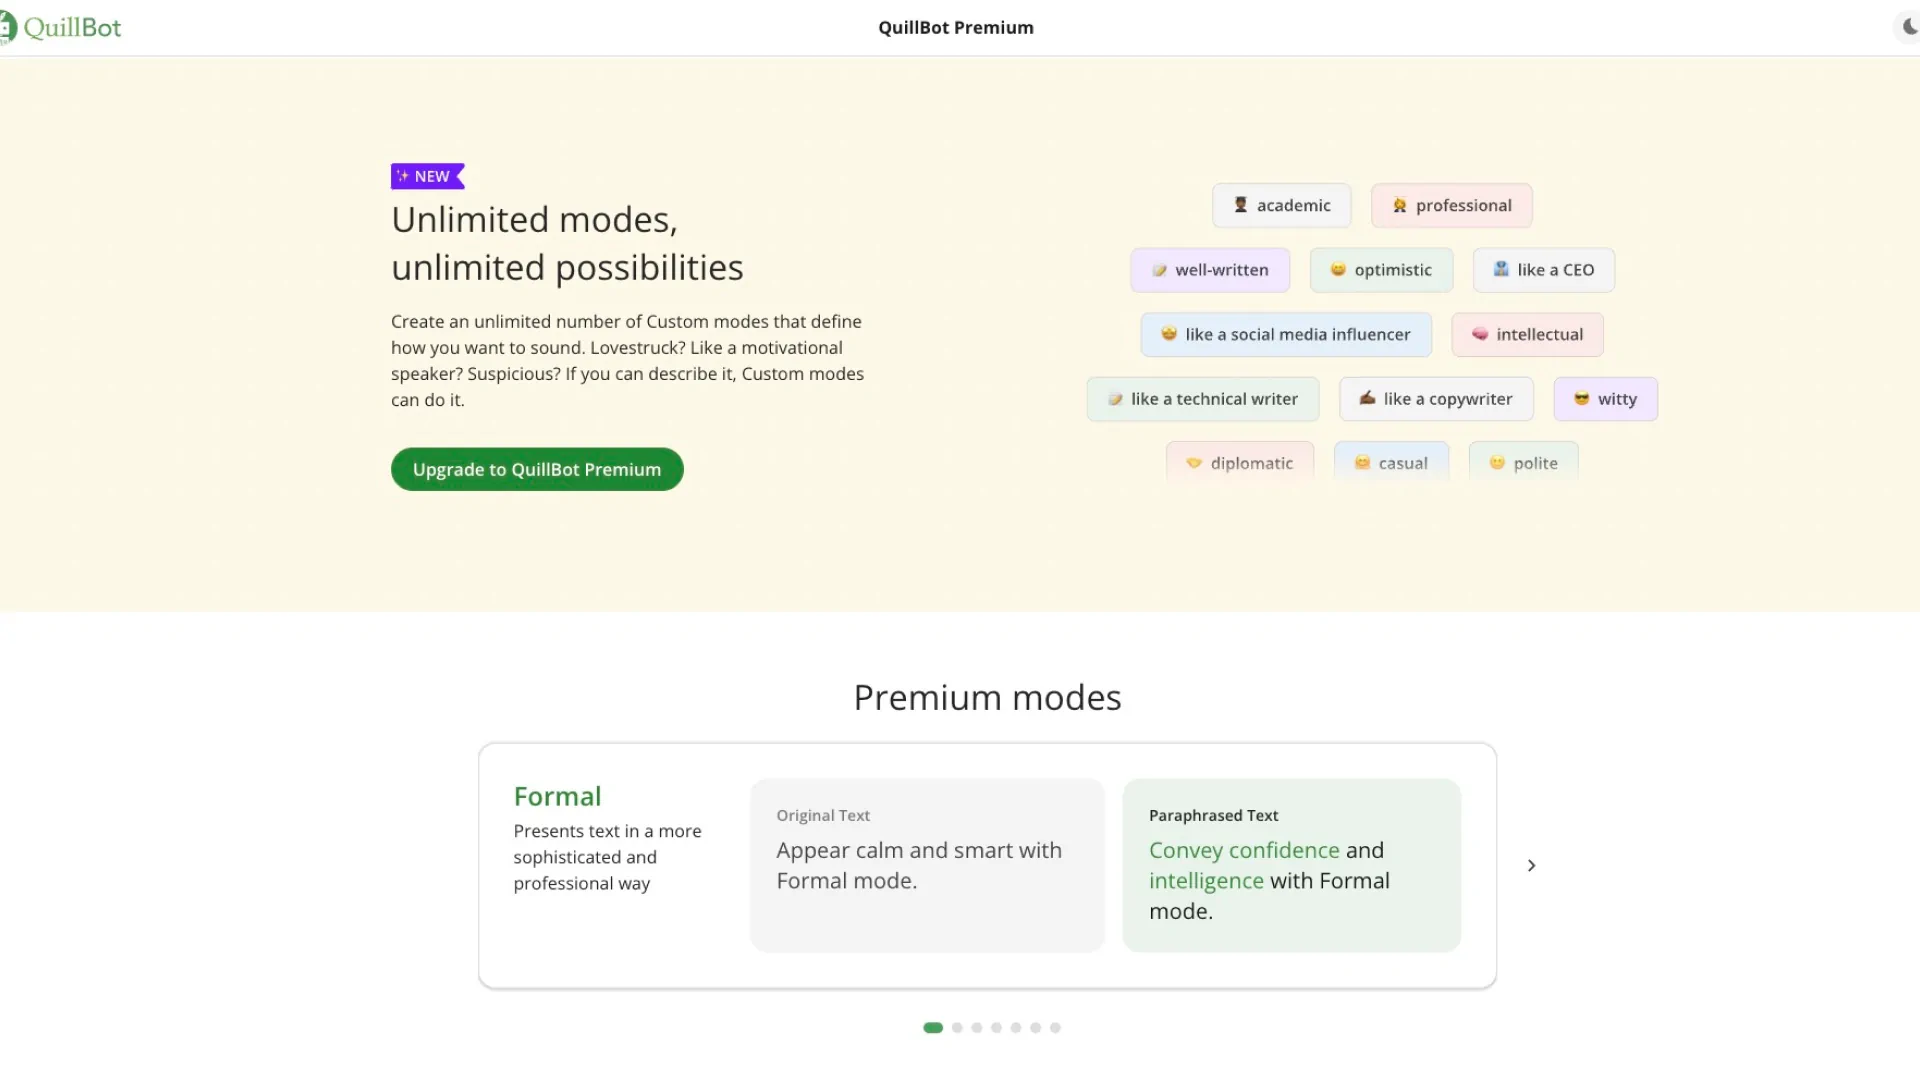 QuillBot
QuillBot Premium
NEW
Unlimited modes,
unlimited possibilities
Create an unlimited number of Custom modes that define
how you want to sound. Lovestruck? Like a motivational
speaker? Suspicious? If you can describe it, Custom modes
can do it.
Upgrade to QuillBot Premium
academic professional
well-written optimistic like a CEO
like a social media influencer intellectual
like a technical writer like a copywriter witty
diplomatic casual polite
Premium modes
Formal
Presents text in a more
sophisticated and
professional way
Original Text
Appear calm and smart with
Formal mode.
Paraphrased Text
Convey confidence and
intelligence with Formal
mode.